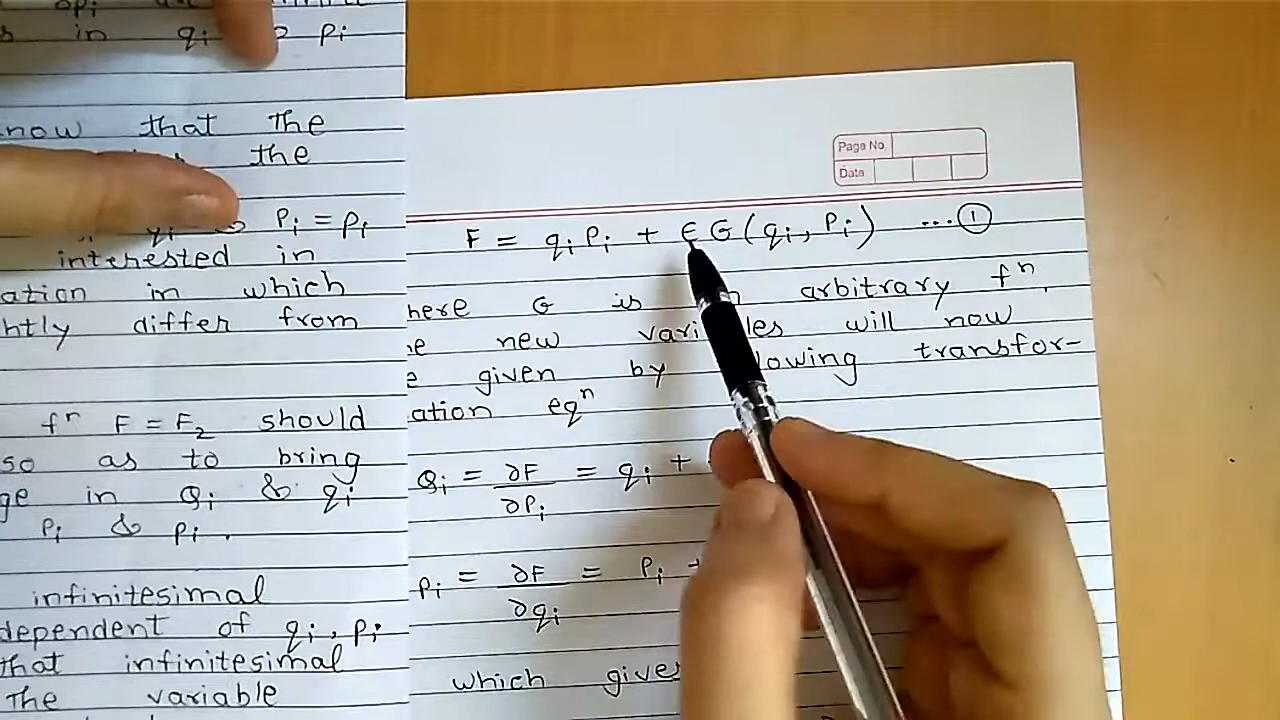 in qi pi
now that the
the
Pi = pi
interested in
ation in which
htly differ from
fⁿ F = F₂ should
so as to bring
ge in Qi & qi
Pi & pi .
infinitesimal
dependent of qi, pi
that infinitesimal
The variable
Page No.
Date
F = qi Pi + ∈ G (qi, Pi) ... ①
here G is arbitrary fⁿ.
e new variables will now
e given by following transfor-
ation eqⁿ
Qi = ∂F/∂Pi = qi +
pi = ∂F/∂qi = Pi +
which gives